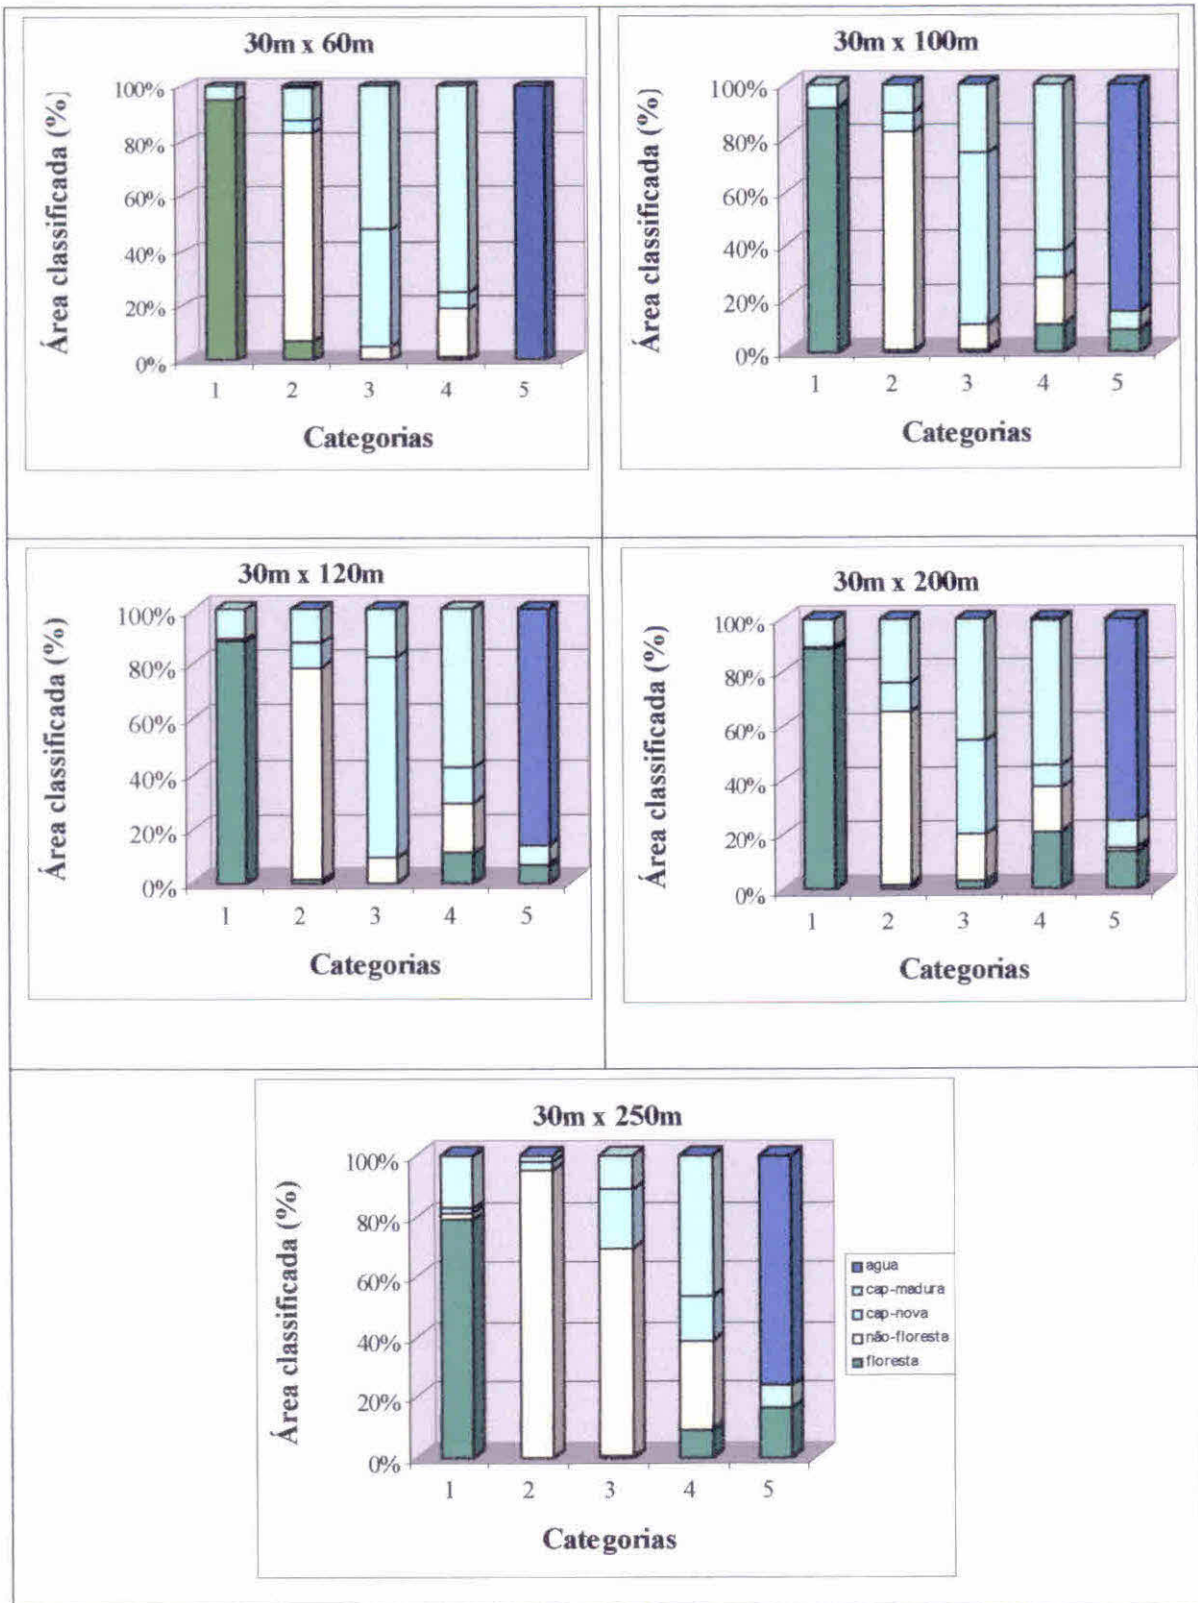 30m x 60m
Área classificada (%)
100%
80%
60%
40%
20%
0%
1 2 3 4 5
Categorias
30m x 100m
Área classificada (%)
100%
80%
60%
40%
20%
0%
1 2 3 4 5
Categorias
30m x 120m
Área classificada (%)
100%
80%
60%
40%
20%
0%
1 2 3 4 5
Categorias
30m x 200m
Área classificada (%)
100%
80%
60%
40%
20%
0%
1 2 3 4 5
Categorias
30m x 250m
Área classificada (%)
100%
80%
60%
40%
20%
0%
1 2 3 4 5
Categorias
agua
cap-madura
cap-nova
não-floresta
floresta